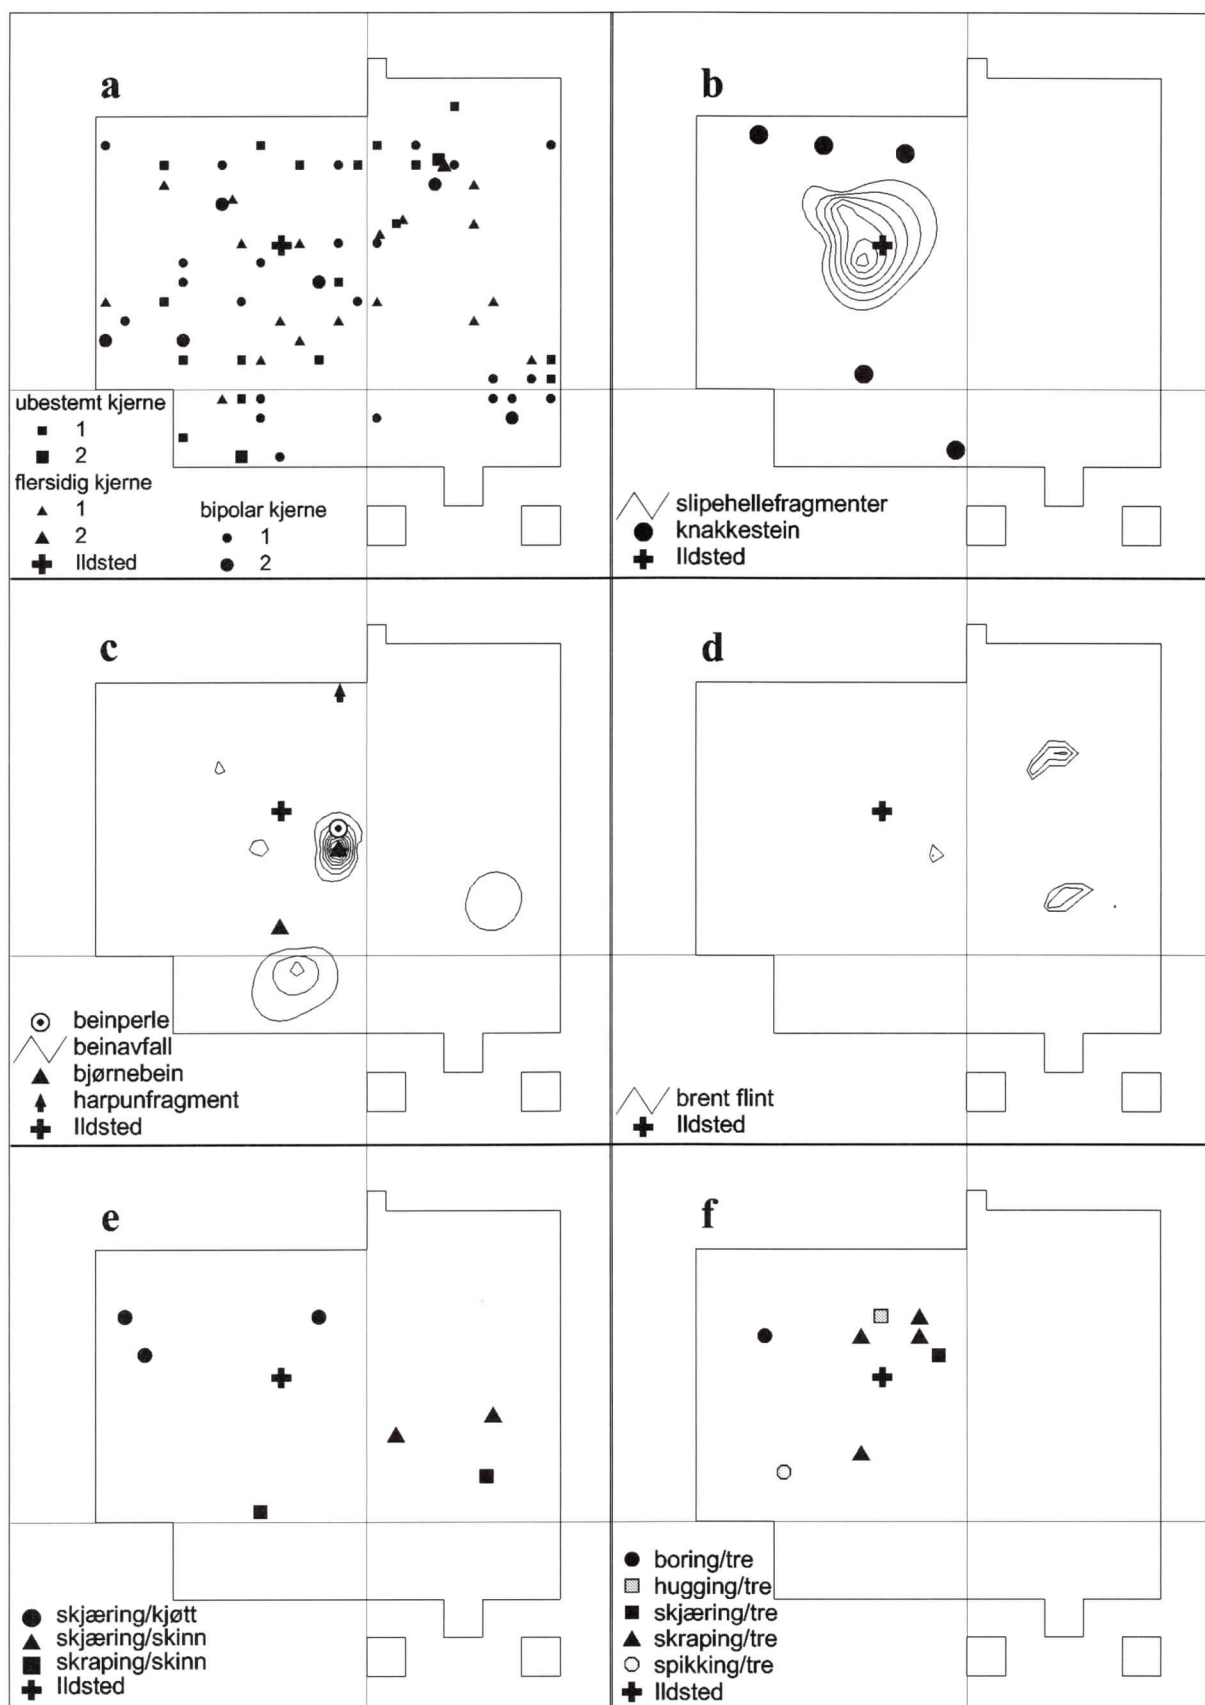 a
ubestemt kjerne
1
2
flersidig kjerne
1
2
Ildsted
bipolar kjerne
1
2
b
slipehellefragmenter
knakkestein
Ildsted
c
beinperle
beinavfall
bjørnebein
harpunfragment
Ildsted
d
brent flint
Ildsted
e
skjæring/kjøtt
skjæring/skinn
skraping/skinn
Ildsted
f
boring/tre
hugging/tre
skjæring/tre
skraping/tre
spikking/tre
Ildsted